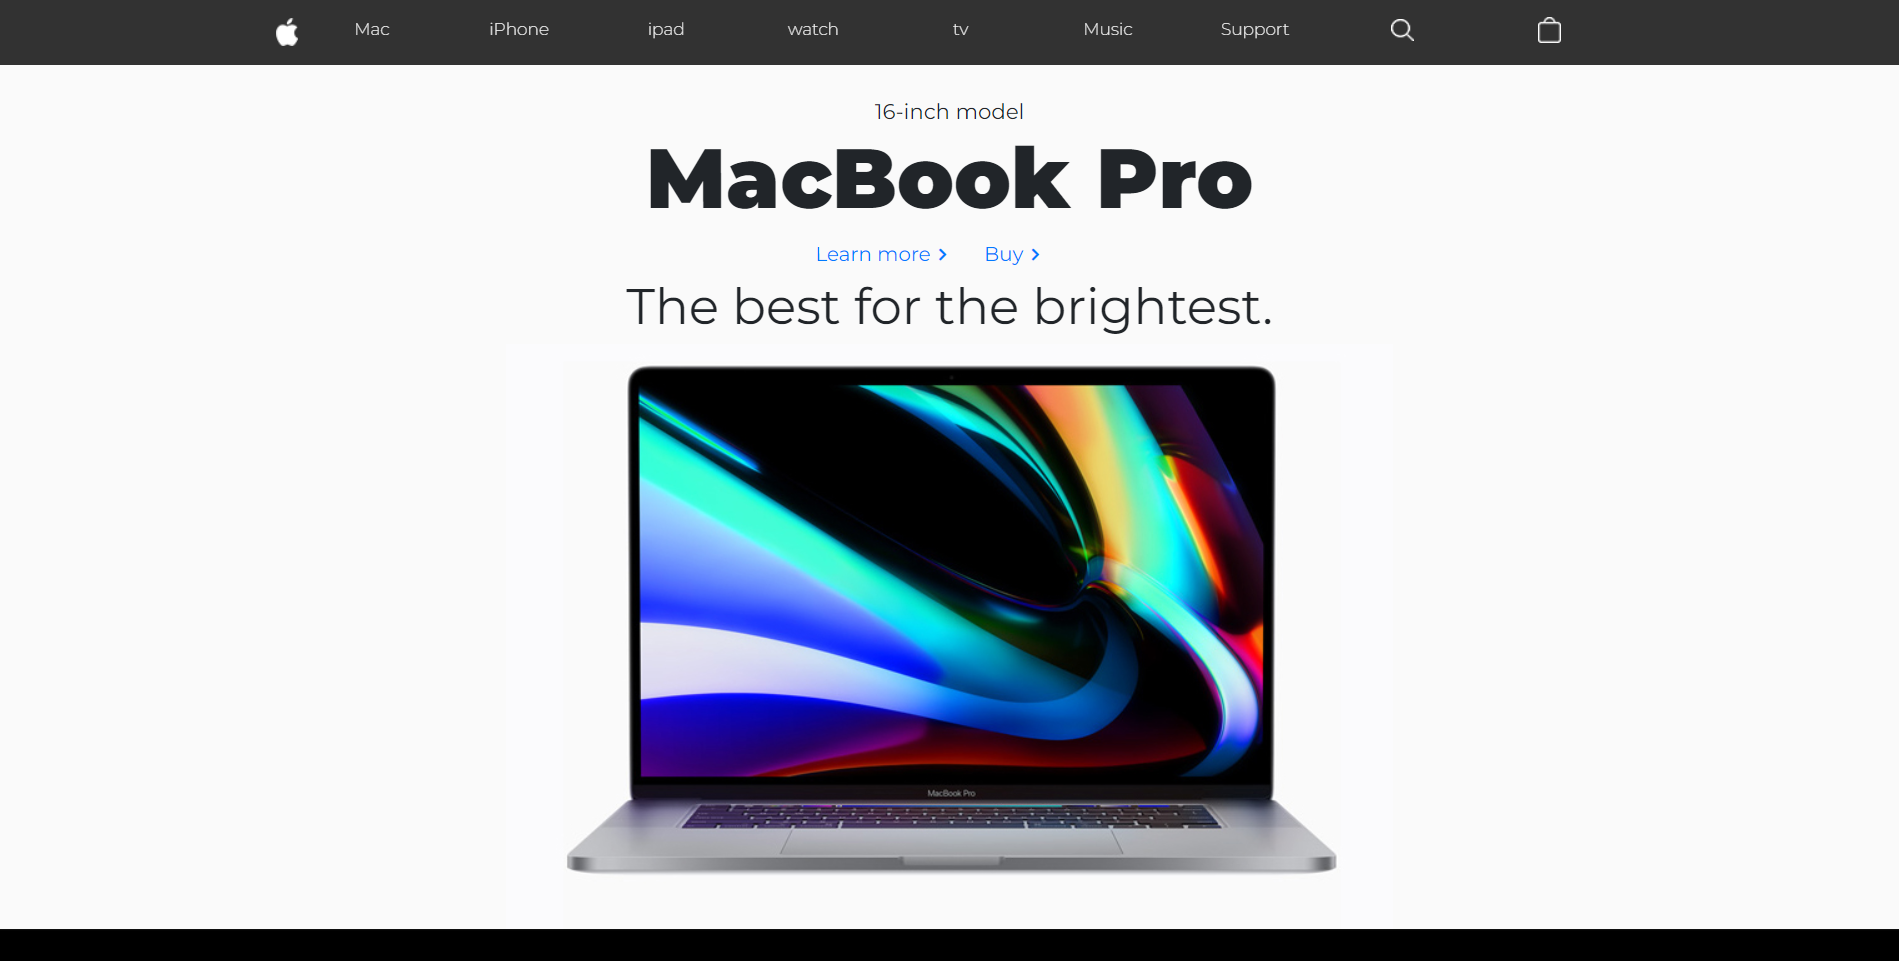 Mac iPhone ipad watch tv Music Support
16-inch model
MacBook Pro
Learn more Buy
The best for the brightest.
MacBook Pro